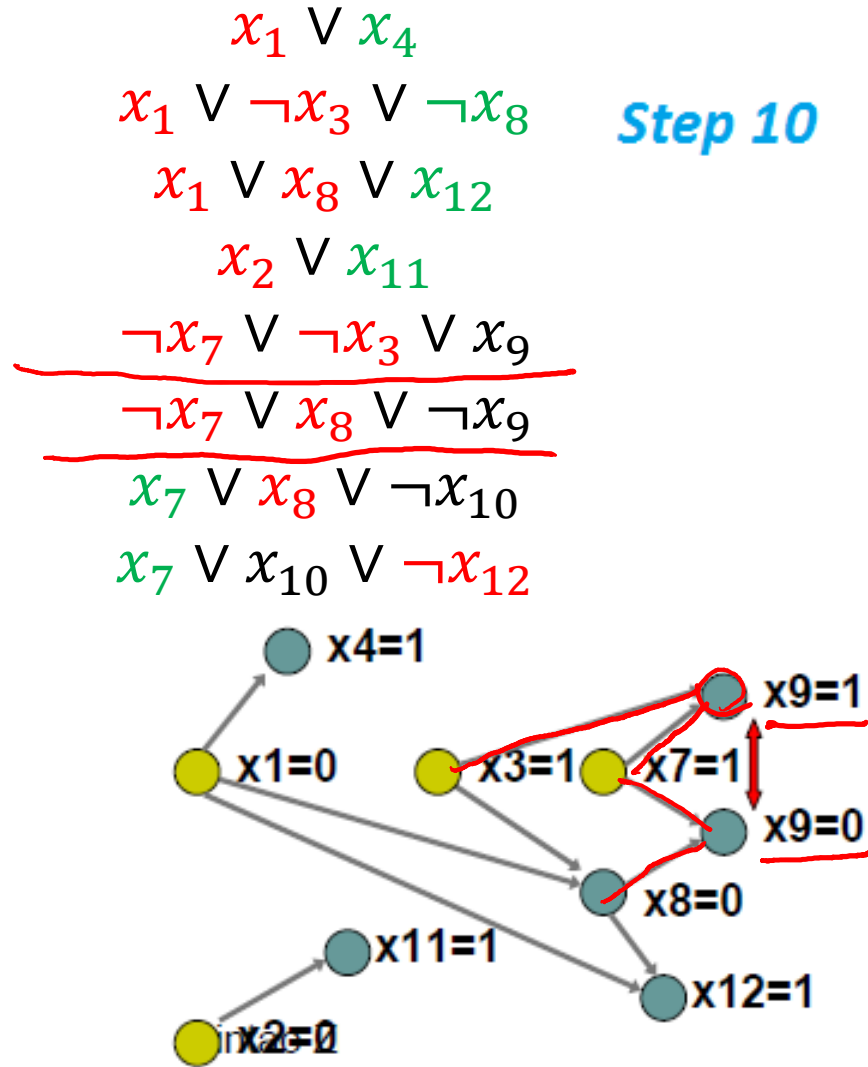 x₁ ∨ x₄
x₁ ∨ ¬x₃ ∨ ¬x₈
Step 10
x₁ ∨ x₈ ∨ x₁₂
x₂ ∨ x₁₁
¬x₇ ∨ ¬x₃ ∨ x₉
¬x₇ ∨ x₈ ∨ ¬x₉
x₇ ∨ x₈ ∨ ¬x₁₀
x₇ ∨ x₁₀ ∨ ¬x₁₂
x4=1
x9=1
x1=0
x3=1
x7=1
x9=0
x8=0
x11=1
x12=1
x2=0